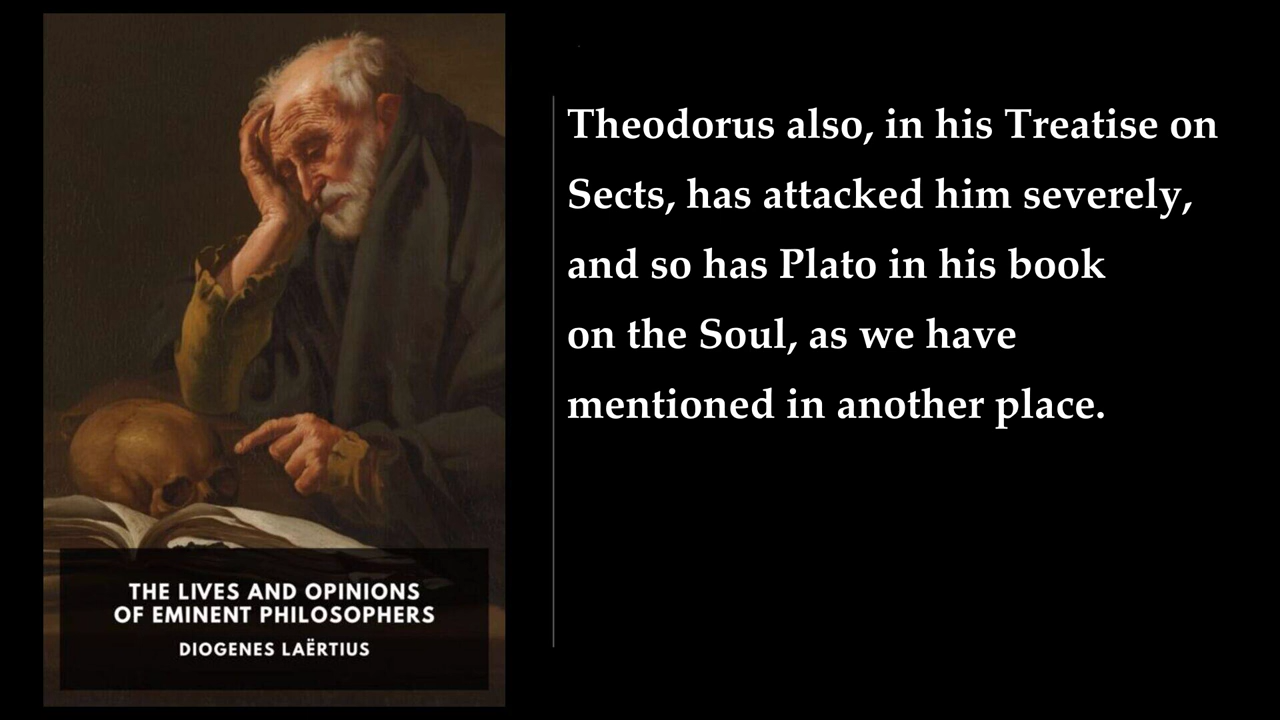 Theodorus also, in his Treatise on
Sects, has attacked him severely,
and so has Plato in his book
on the Soul, as we have
mentioned in another place.
THE LIVES AND OPINIONS
OF EMINENT PHILOSOPHERS
DIOGENES LAËRTIUS